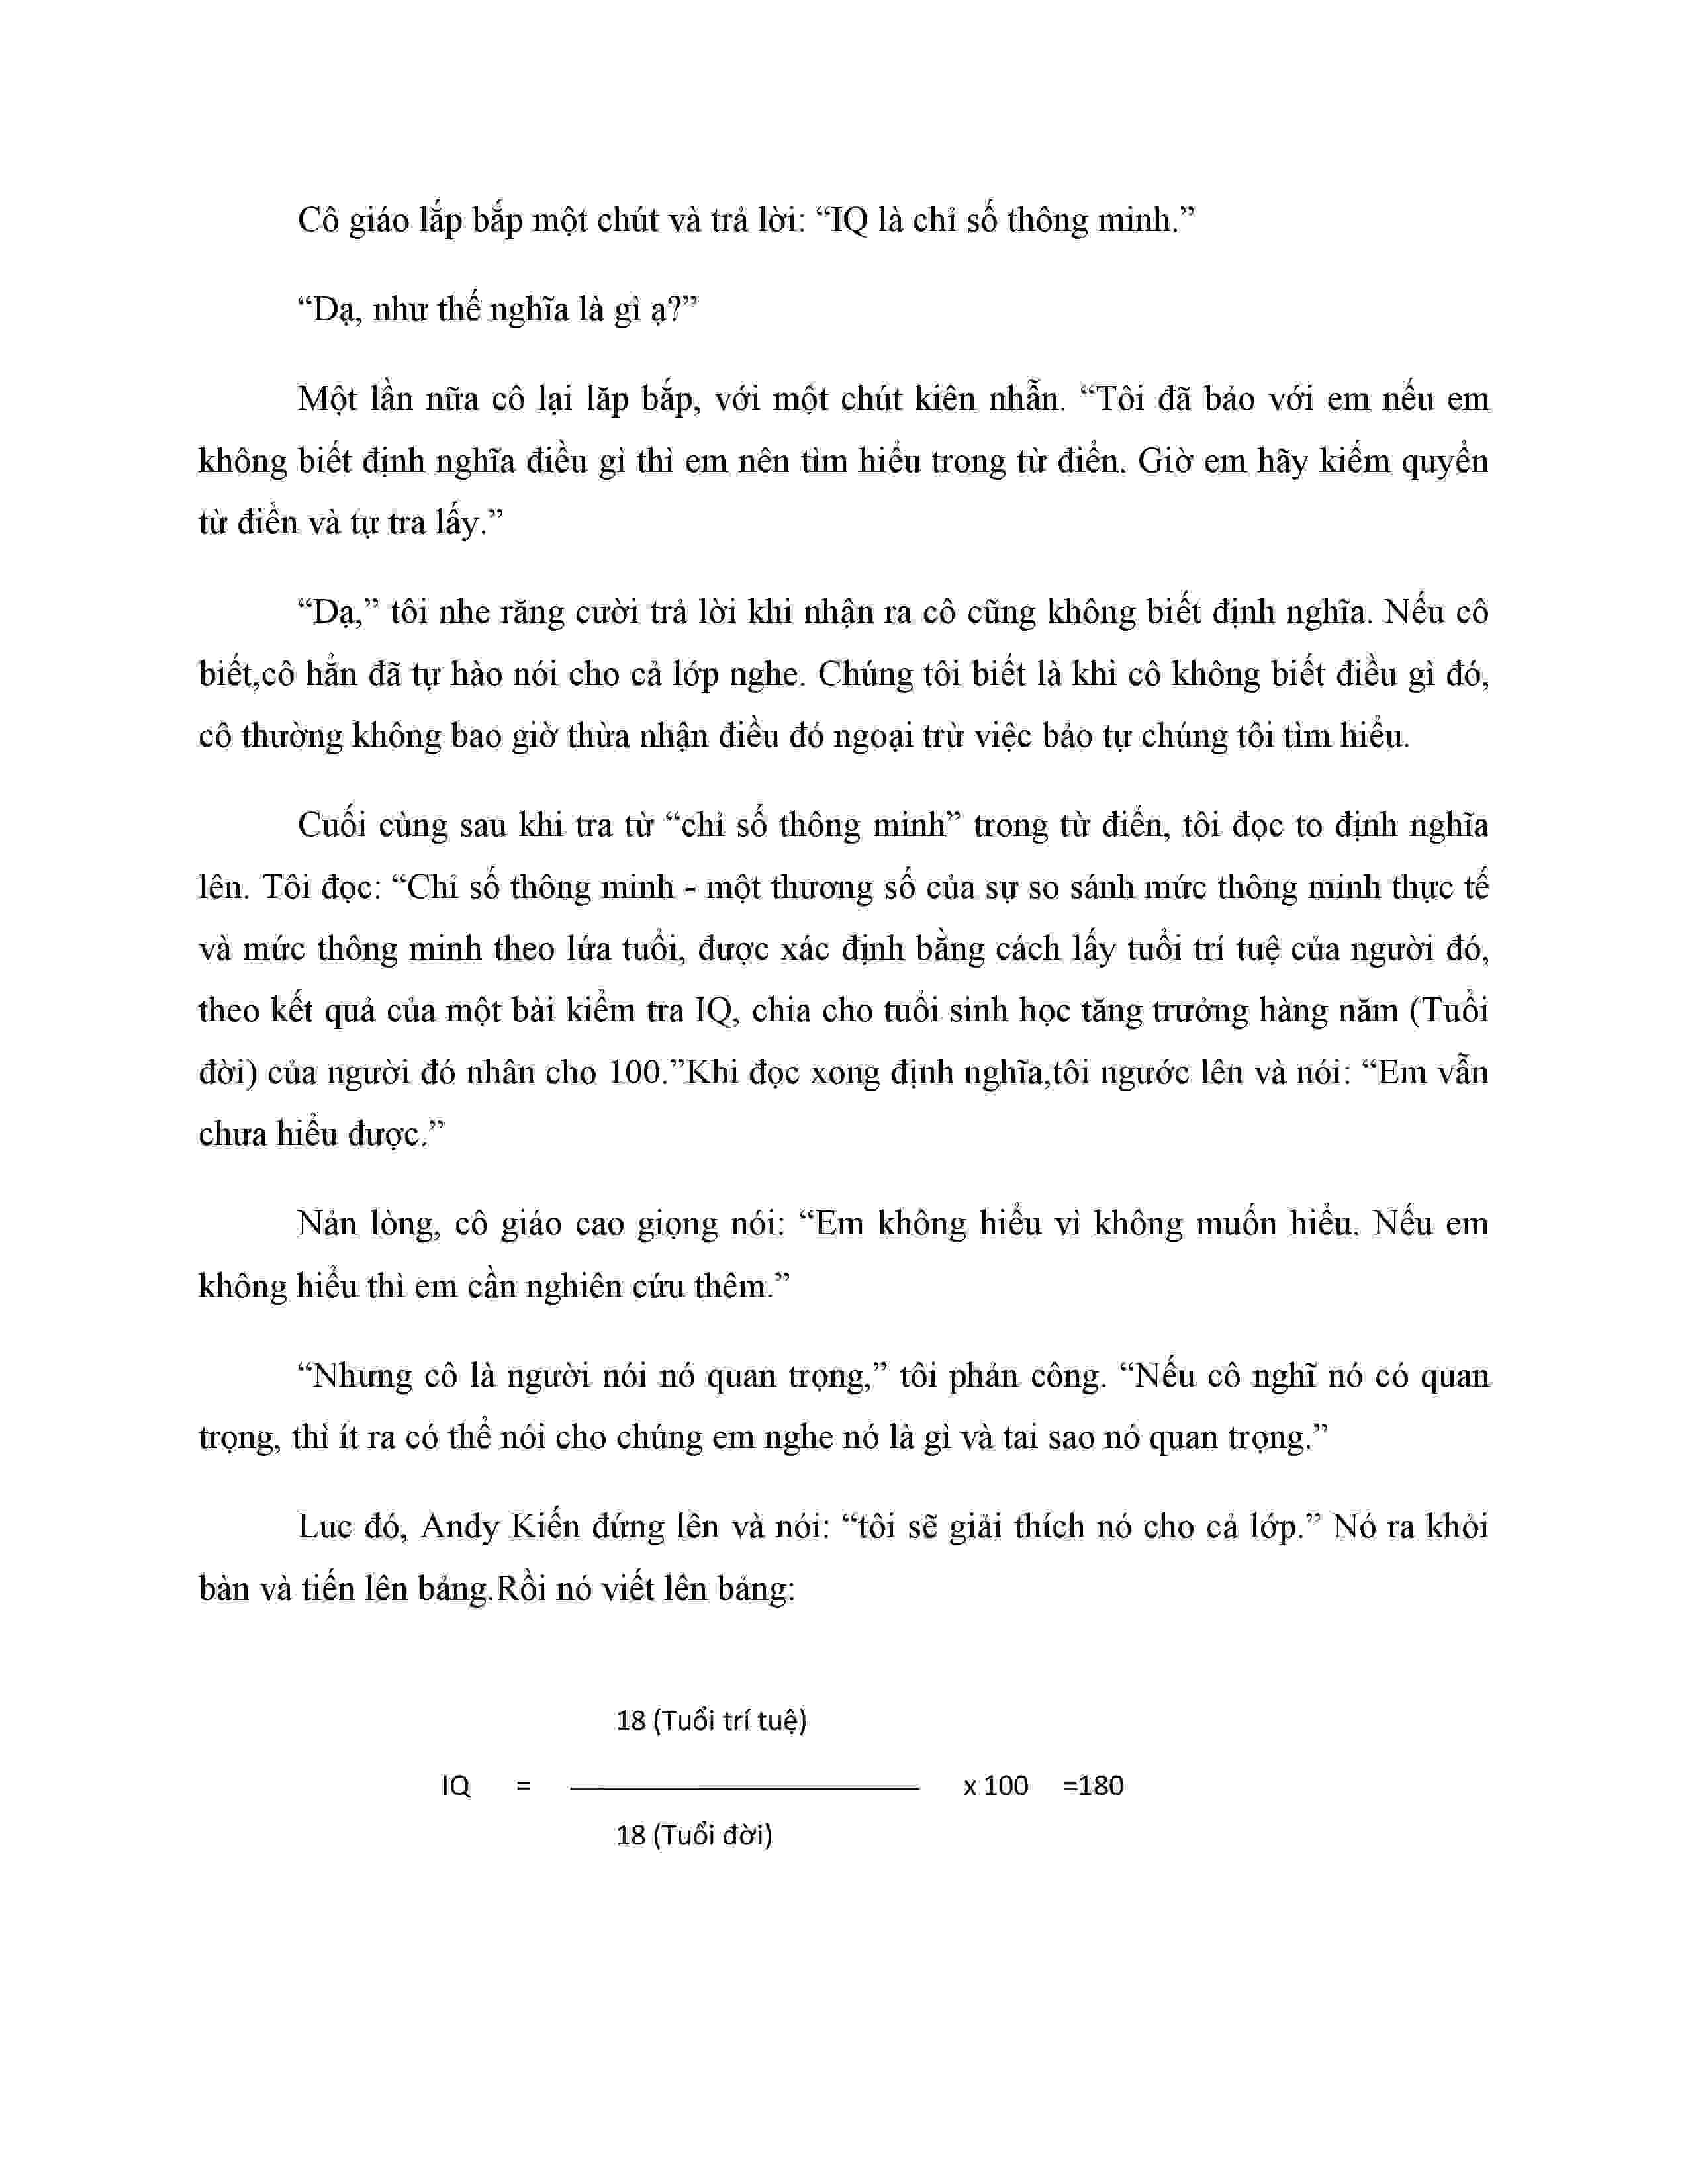 Cô giáo lắp bắp một chút và trả lời: “IQ là chỉ số thông minh.”
“Dạ, như thế nghĩa là gì ạ?”
Một lần nữa cô lại lăp bắp, với một chút kiên nhẫn. “Tôi đã bảo với em nếu em
không biết định nghĩa điều gì thì em nên tìm hiểu trong từ điển. Giờ em hãy kiếm quyển
từ điển và tự tra lấy.”
“Dạ,” tôi nhe răng cười trả lời khi nhận ra cô cũng không biết định nghĩa. Nếu cô
biết,cô hẳn đã tự hào nói cho cả lớp nghe. Chúng tôi biết là khi cô không biết điều gì đó,
cô thường không bao giờ thừa nhận điều đó ngoại trừ việc bảo tự chúng tôi tìm hiểu.
Cuối cùng sau khi tra từ “chỉ số thông minh” trong từ điển, tôi đọc to định nghĩa
lên. Tôi đọc: “Chỉ số thông minh - một thương số của sự so sánh mức thông minh thực tế
và mức thông minh theo lứa tuổi, được xác định bằng cách lấy tuổi trí tuệ của người đó,
theo kết quả của một bài kiểm tra IQ, chia cho tuổi sinh học tăng trưởng hàng năm (Tuổi
đời) của người đó nhân cho 100.”Khi đọc xong định nghĩa,tôi ngước lên và nói: “Em vẫn
chưa hiểu được.”
Nản lòng, cô giáo cao giọng nói: “Em không hiểu vì không muốn hiểu. Nếu em
không hiểu thì em cần nghiên cứu thêm.”
“Nhưng cô là người nói nó quan trọng,” tôi phản công. “Nếu cô nghĩ nó có quan
trọng, thì ít ra có thể nói cho chúng em nghe nó là gì và tai sao nó quan trọng.”
Luc đó, Andy Kiến đứng lên và nói: “tôi sẽ giải thích nó cho cả lớp.” Nó ra khỏi
bàn và tiến lên bảng.Rồi nó viết lên bảng:
18 (Tuổi trí tuệ)
IQ = x 100 =180
18 (Tuổi đời)